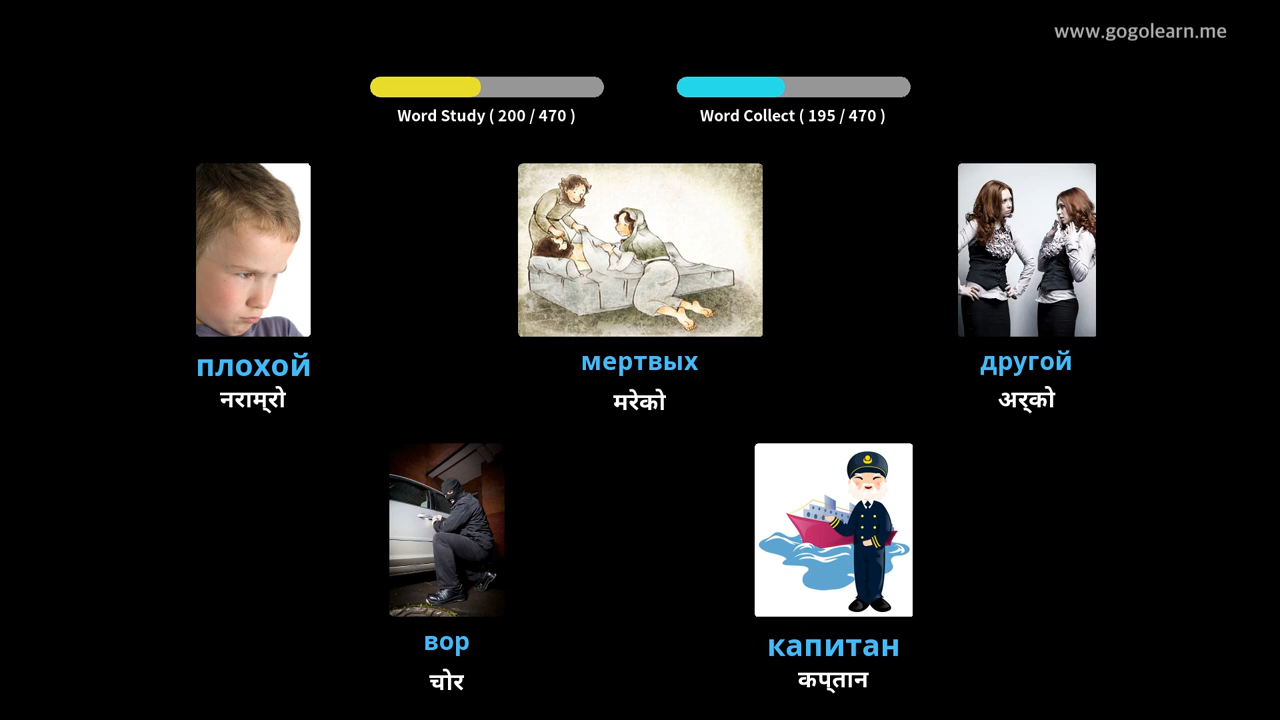 www.gogolearn.me
Word Study ( 200 / 470 )
Word Collect ( 195 / 470 )
плохой
नराम्रो
мертвых
मरेको
другой
अर्को
вор
चोर
капитан
कप्तान